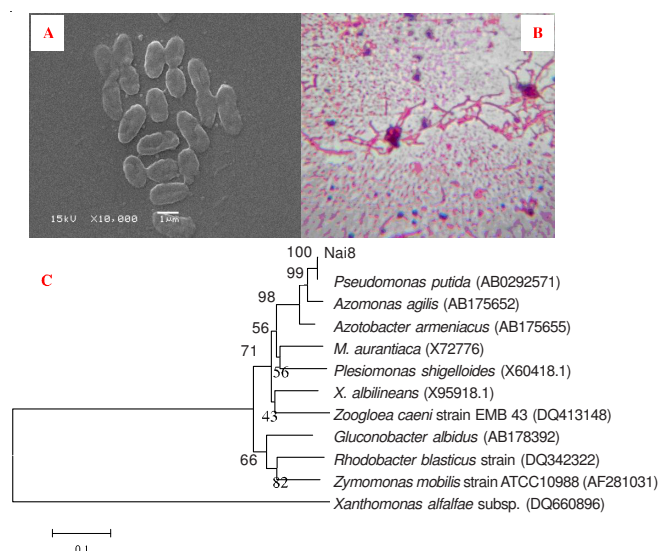 A
B
15kV X10,000 1µm
C
100
Nai8
99
Pseudomonas putida (AB0292571)
98
Azomonas agilis (AB175652)
Azotobacter armeniacus (AB175655)
56
M. aurantiaca (X72776)
71
56
Plesiomonas shigelloides (X60418.1)
X. albilineans (X95918.1)
43
Zoogloea caeni strain EMB 43 (DQ413148)
Gluconobacter albidus (AB178392)
66
Rhodobacter blasticus strain (DQ342322)
82
Zymomonas mobilis strain ATCC10988 (AF281031)
Xanthomonas alfalfae subsp. (DQ660896)
0.1